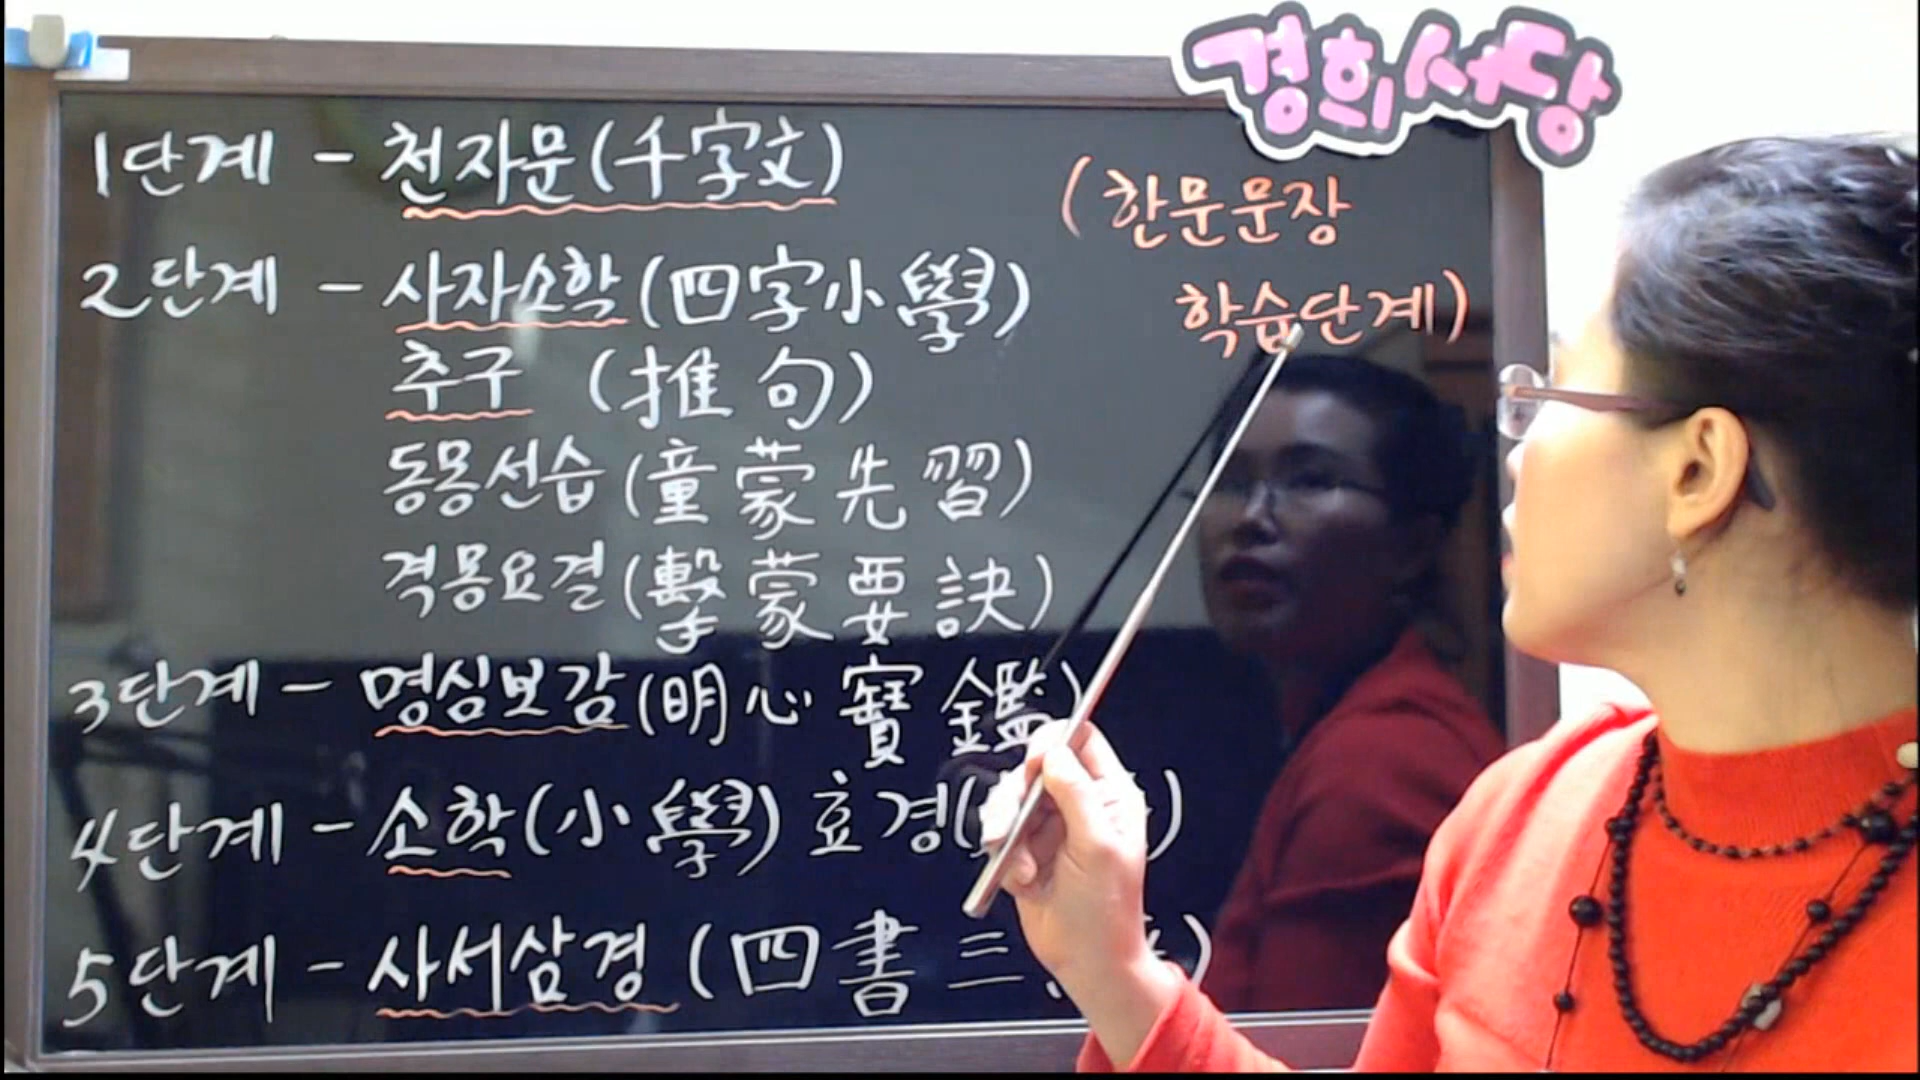 경희서당
1단계 - 천자문(千字文)
(한문문장
학습단계)
2단계 - 사자소학(四字小學)
추구 (推句)
동몽선습(童蒙先習)
격몽요결(擊蒙要訣)
3단계 - 명심보감(明心寶鑑)
4단계 - 소학(小學) 효경(
5단계 - 사서삼경(四書三